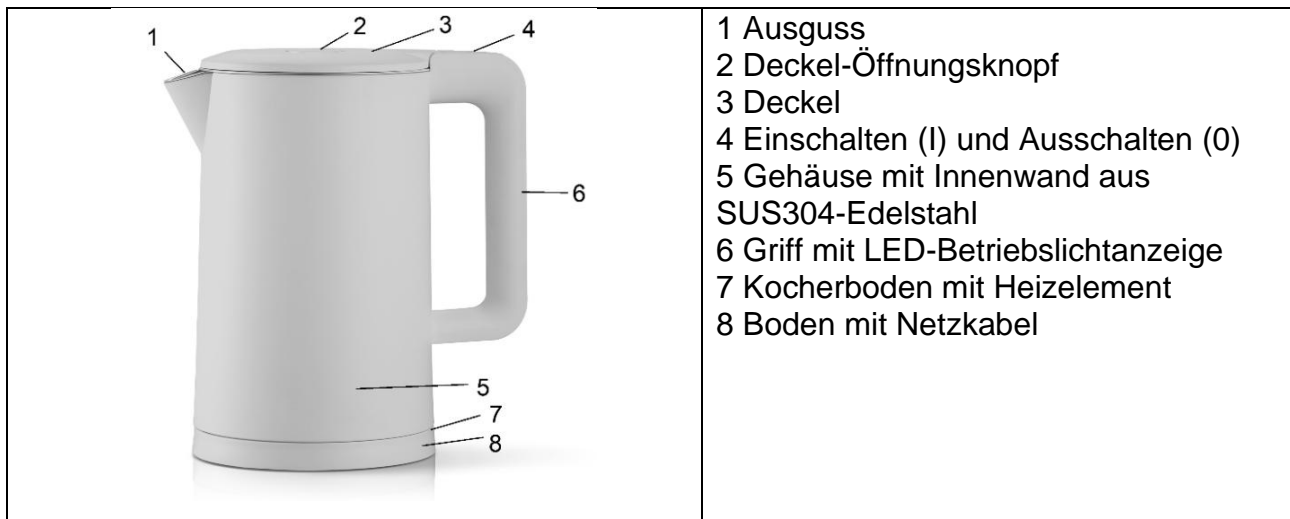 1
2
3
4
6
5
7
8
1 Ausguss
2 Deckel-Öffnungsknopf
3 Deckel
4 Einschalten (I) und Ausschalten (0)
5 Gehäuse mit Innenwand aus
SUS304-Edelstahl
6 Griff mit LED-Betriebslichtanzeige
7 Kocherboden mit Heizelement
8 Boden mit Netzkabel